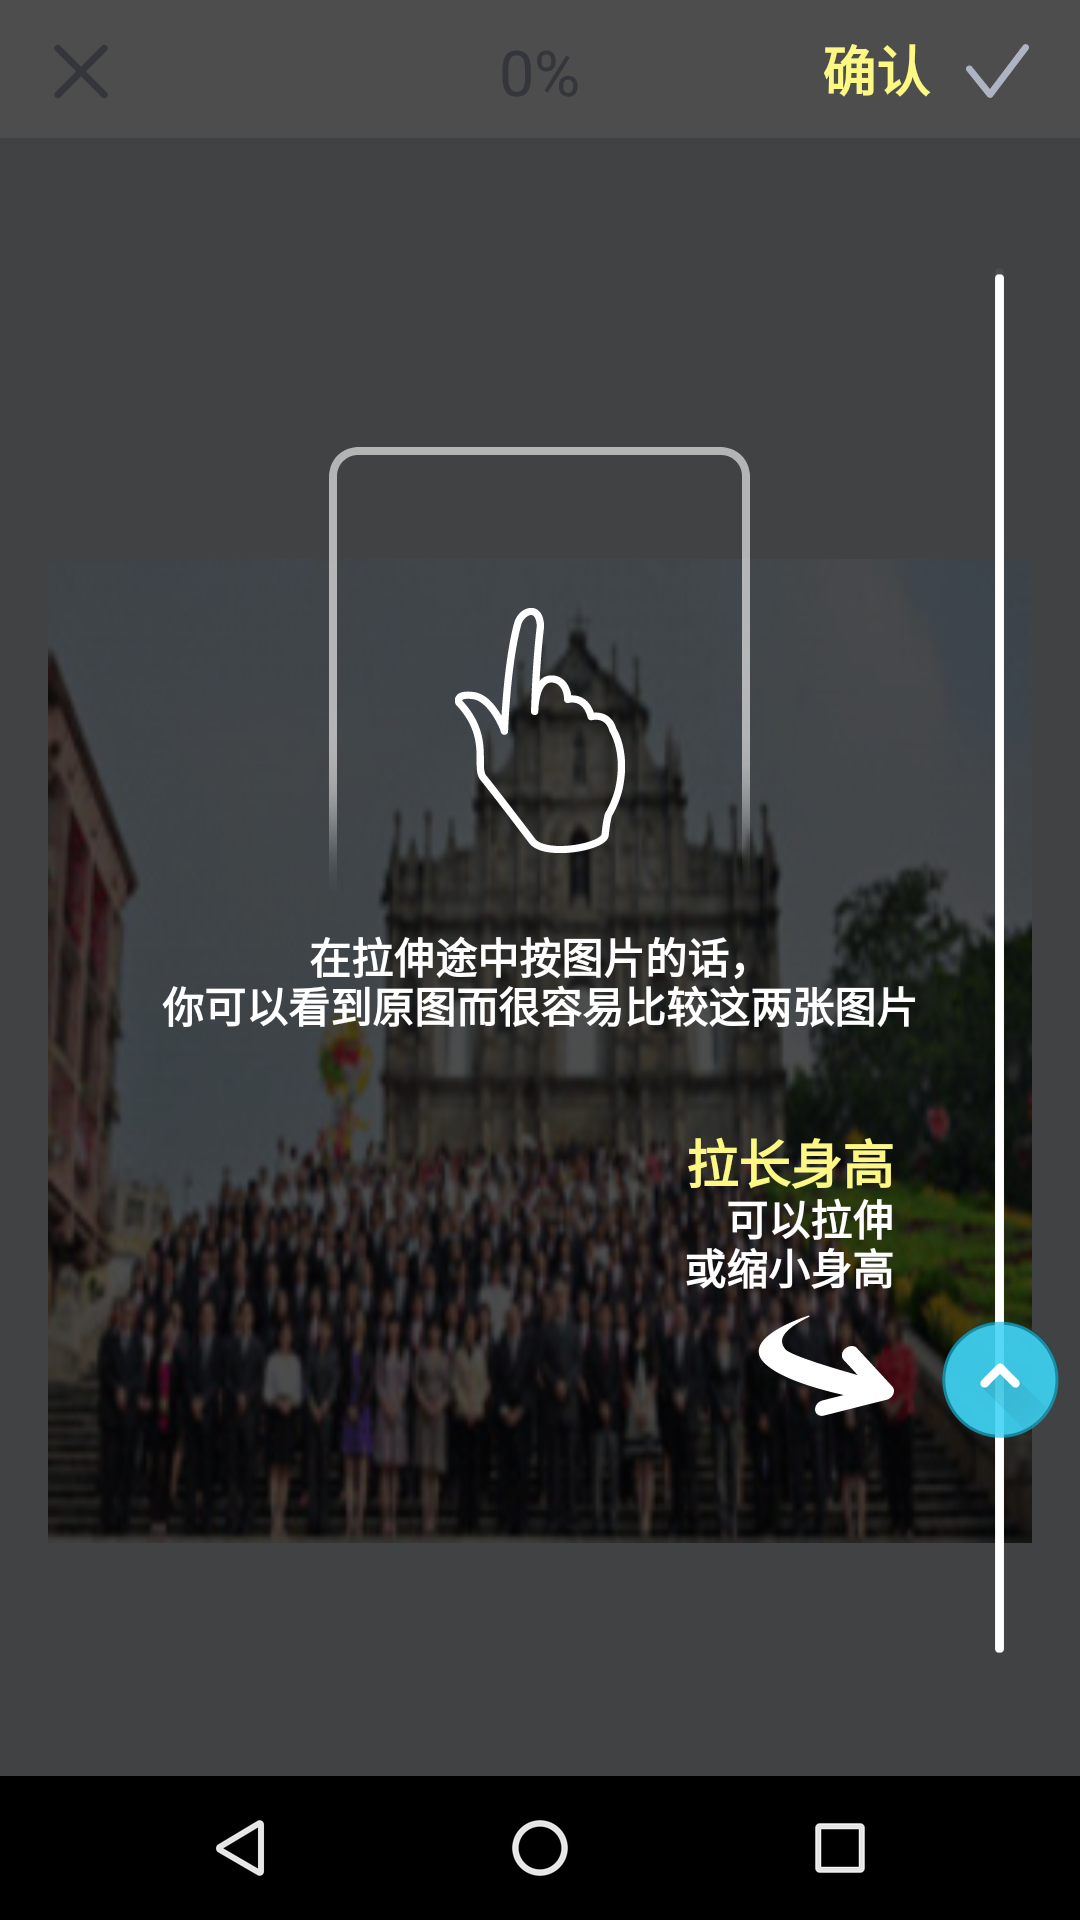 0%
确认
在拉伸途中按图片的话，
你可以看到原图而很容易比较这两张图片
拉长身高
可以拉伸
或缩小身高